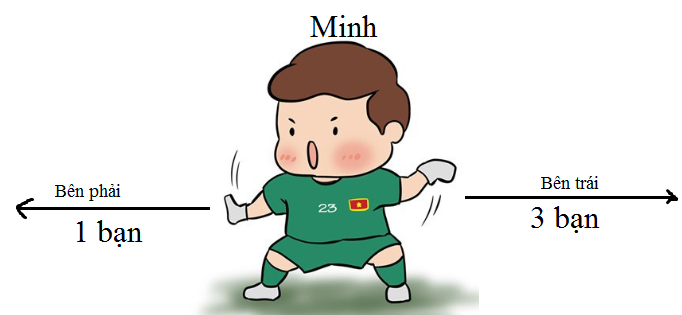 Minh
Bên phải
1 bạn
Bên trái
3 bạn
23